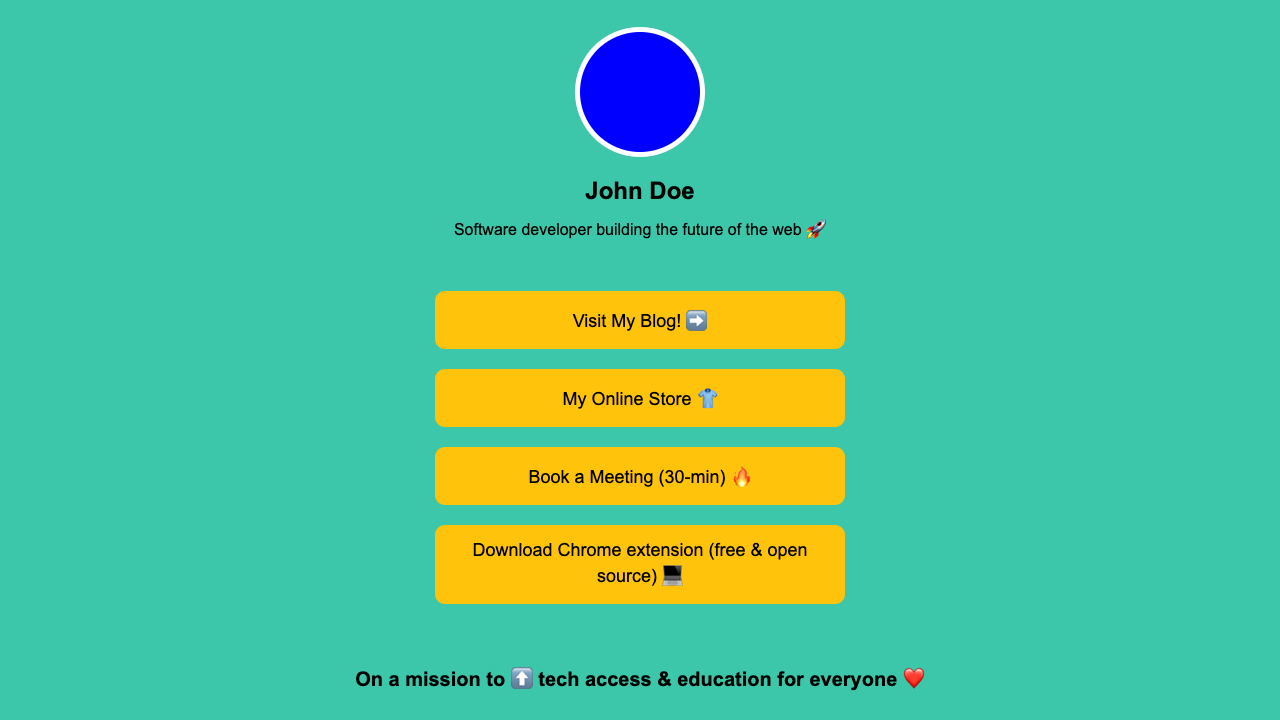 John Doe
Software developer building the future of the web 🚀
Visit My Blog! ➡️
My Online Store 👕
Book a Meeting (30-min) 🔥
Download Chrome extension (free & open
source) 💻
On a mission to ⬆️ tech access & education for everyone ❤️